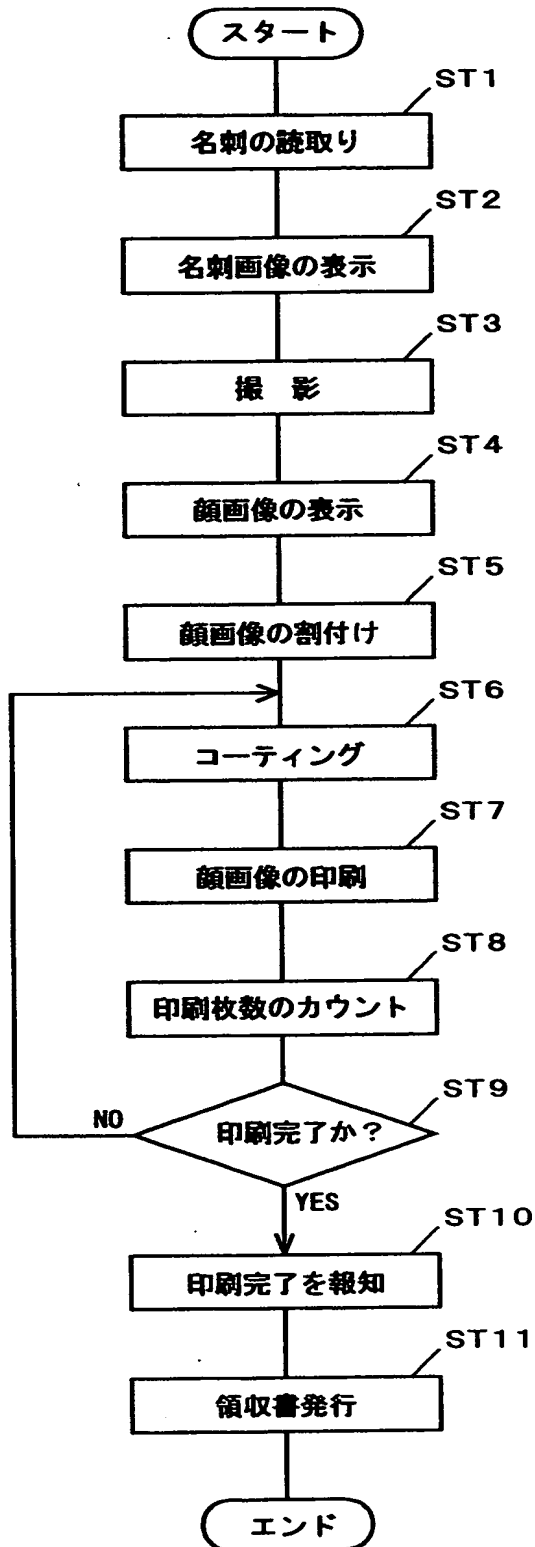 スタート
ST1
名刺の読取り
ST2
名刺画像の表示
ST3
撮 影
ST4
顔画像の表示
ST5
顔画像の割付け
ST6
コーティング
ST7
顔画像の印刷
ST8
印刷枚数のカウント
ST9
印刷完了か？
NO
YES
ST10
印刷完了を報知
ST11
領収書発行
エンド